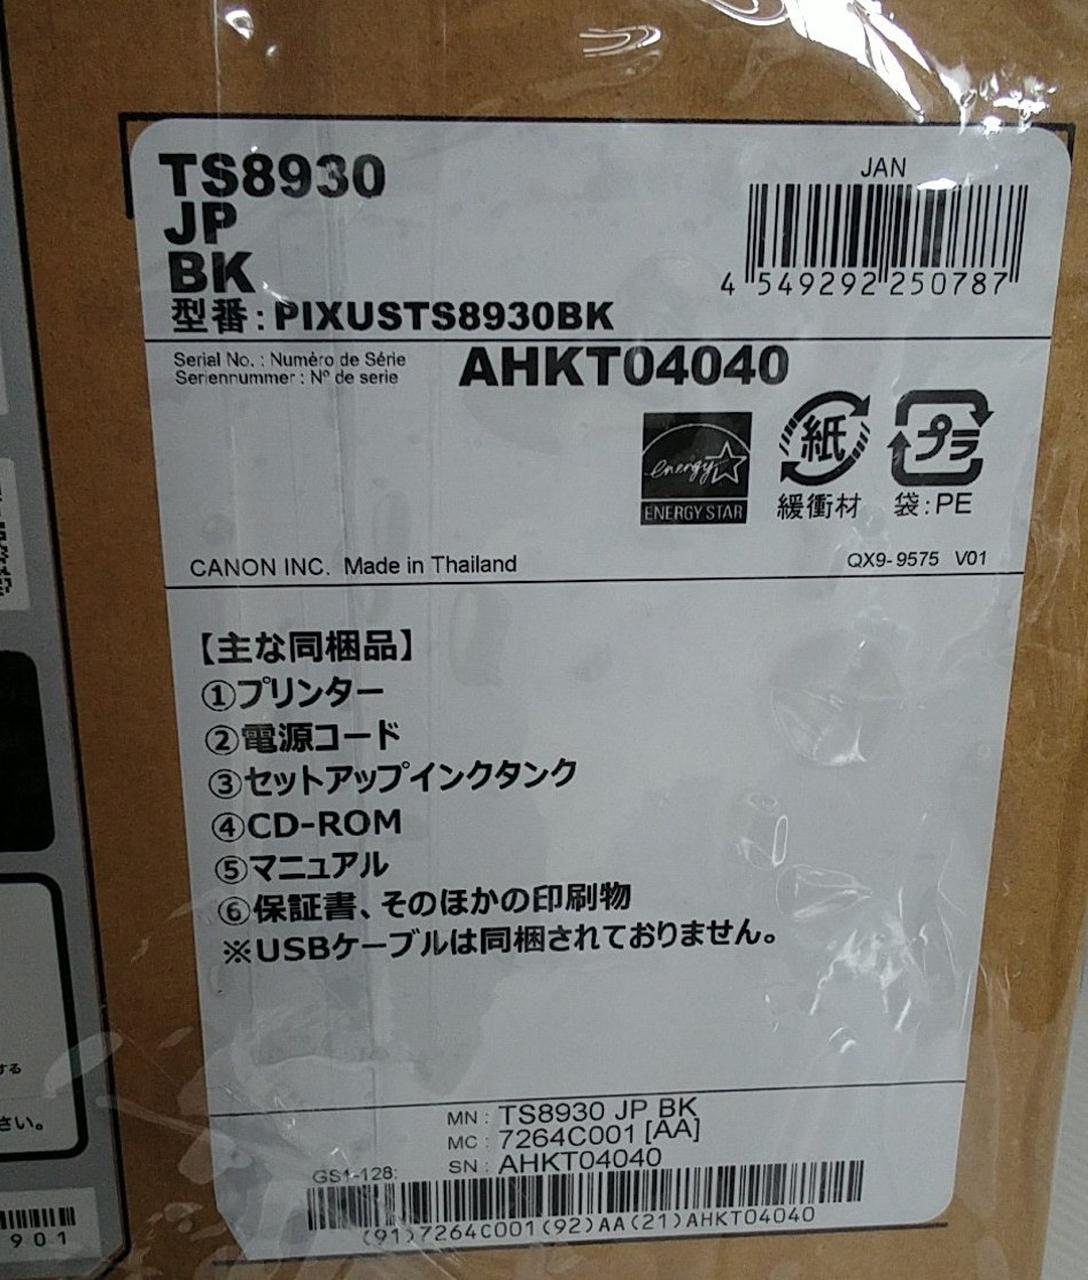 TS8930
JP
BK
型番:PIXUSTS8930BK
JAN
4 549292 250787
Serial No. : Numéro de Série
Seriennummer : Nº de serie
AHKT04040
energy
ENERGY STAR
紙
緩衝材
プラ
袋:PE
CANON INC. Made in Thailand
QX9-9575 V01
【主な同梱品】
①プリンター
②電源コード
③セットアップインクタンク
④CD-ROM
⑤マニュアル
⑥保証書、そのほかの印刷物
※USBケーブルは同梱されておりません。
MN : TS8930 JP BK
MC : 7264C001 [AA]
SN : AHKT04040
GS1-128:
(91)7264C001(92)AA(21)AHKT04040
する
さい。
901